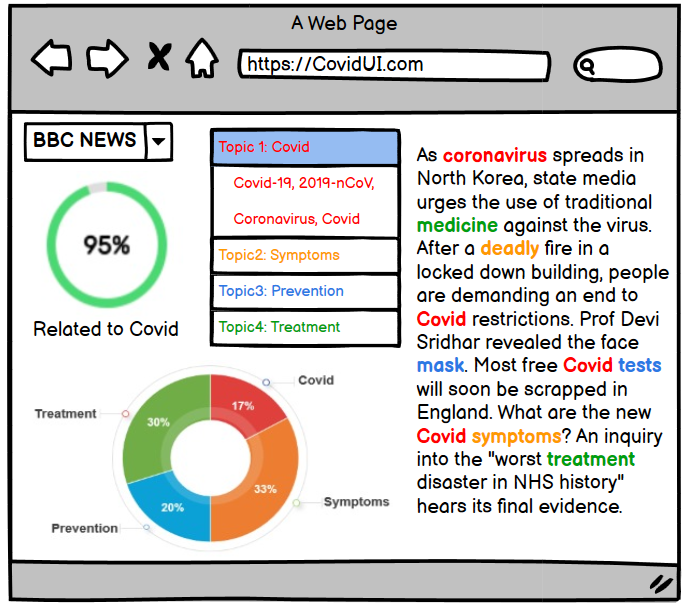 A Web Page
https://CovidUI.com
BBC NEWS
95%
Related to Covid
Topic 1: Covid
Covid-19, 2019-nCoV,
Coronavirus, Covid
Topic2: Symptoms
Topic3: Prevention
Topic4: Treatment
Covid
17%
Treatment
30%
33%
Symptoms
20%
Prevention
As coronavirus spreads in
North Korea, state media
urges the use of traditional
medicine against the virus.
After a deadly fire in a
locked down building, people
are demanding an end to
Covid restrictions. Prof Devi
Sridhar revealed the face
mask. Most free Covid tests
will soon be scrapped in
England. What are the new
Covid symptoms? An inquiry
into the "worst treatment
disaster in NHS history"
hears its final evidence.